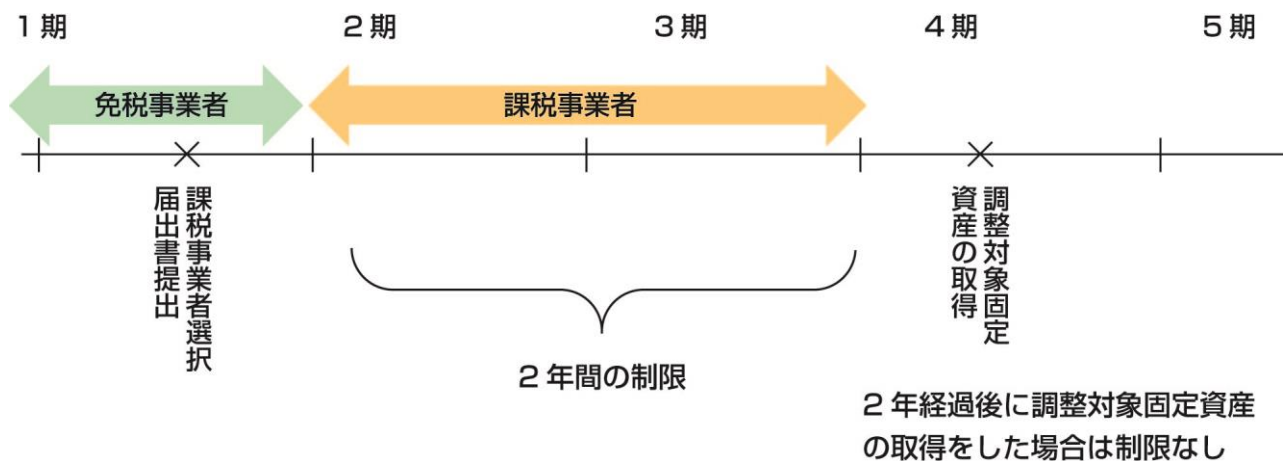 1期
2期
3期
4期
5期
免税事業者
課税事業者
課税事業者選択
届出書提出
調整対象固定
資産の取得
2年間の制限
2年経過後に調整対象固定資産
の取得をした場合は制限なし